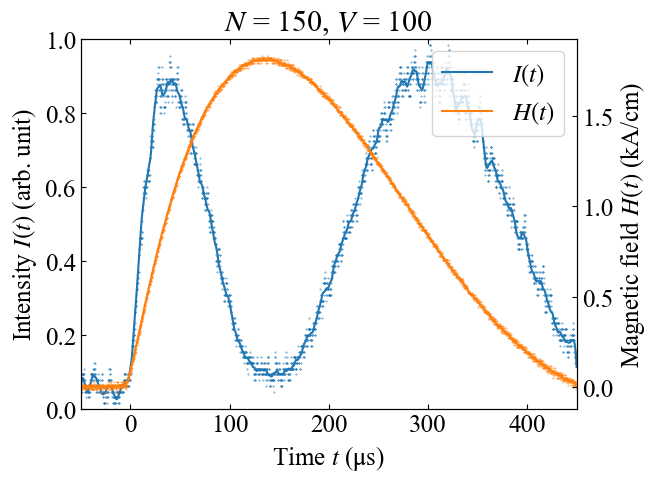 N = 150, V = 100
Intensity I(t) (arb. unit)
1.0
0.8
0.6
0.4
0.2
0.0
I(t)
H(t)
1.5
1.0
0.5
0.0
Magnetic field H(t) (kA/cm)
0
100
200
300
400
Time t (μs)